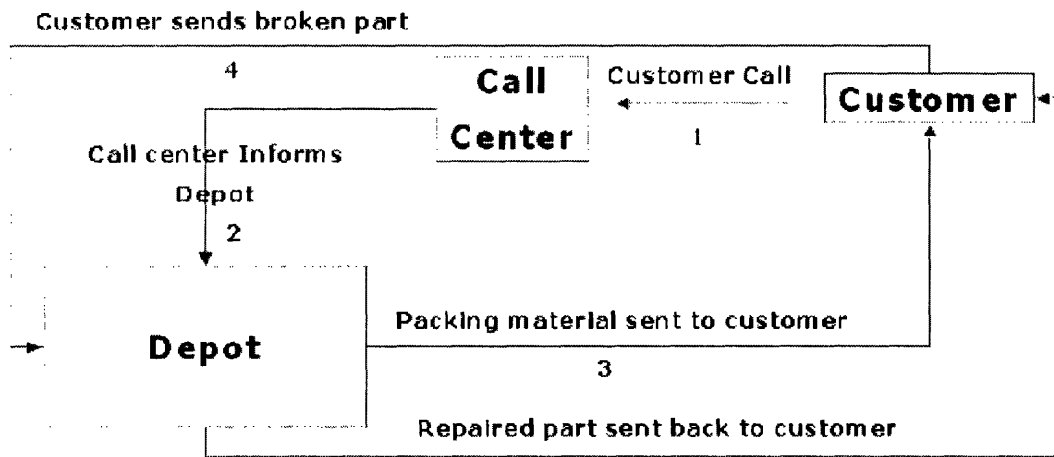 Customer sends broken part
4
Call
Center
Customer Call
1
Customer
Call center Informs
Depot
2
Depot
Packing material sent to customer
3
Repaired part sent back to customer